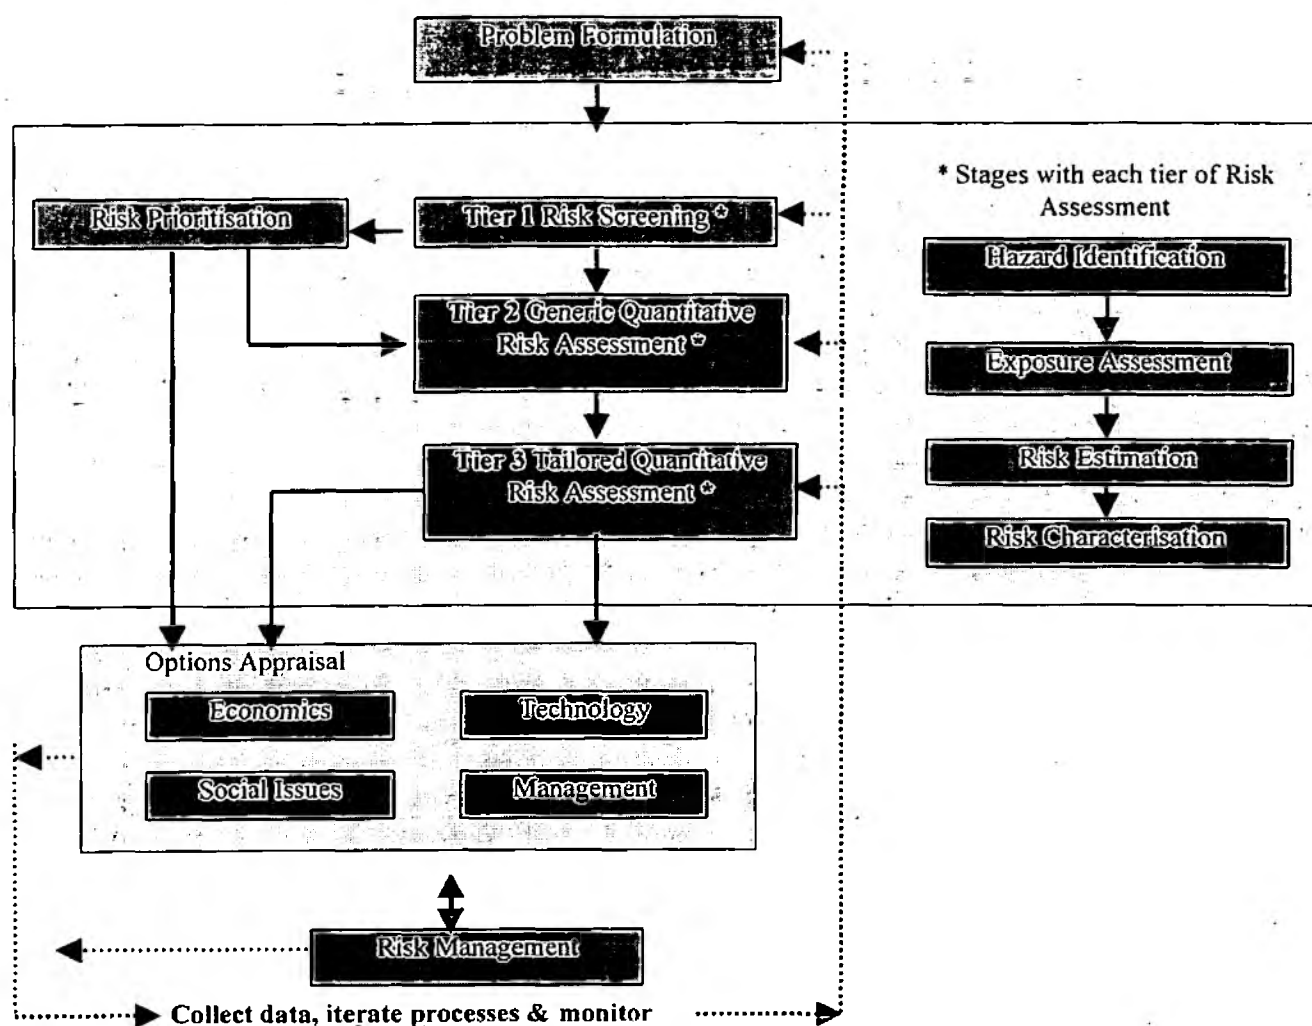 Problem Formulation
* Stages with each tier of Risk
Assessment
Risk Prioritisation
Tier 1 Risk Screening *
Hazard Identification
Tier 2 Generic Quantitative
Risk Assessment *
Exposure Assessment
Tier 3 Tailored Quantitative
Risk Assessment *
Risk Estimation
Risk Characterisation
Options Appraisal
Economics
Technology
Social Issues
Management
Risk Management
Collect data, iterate processes & monitor